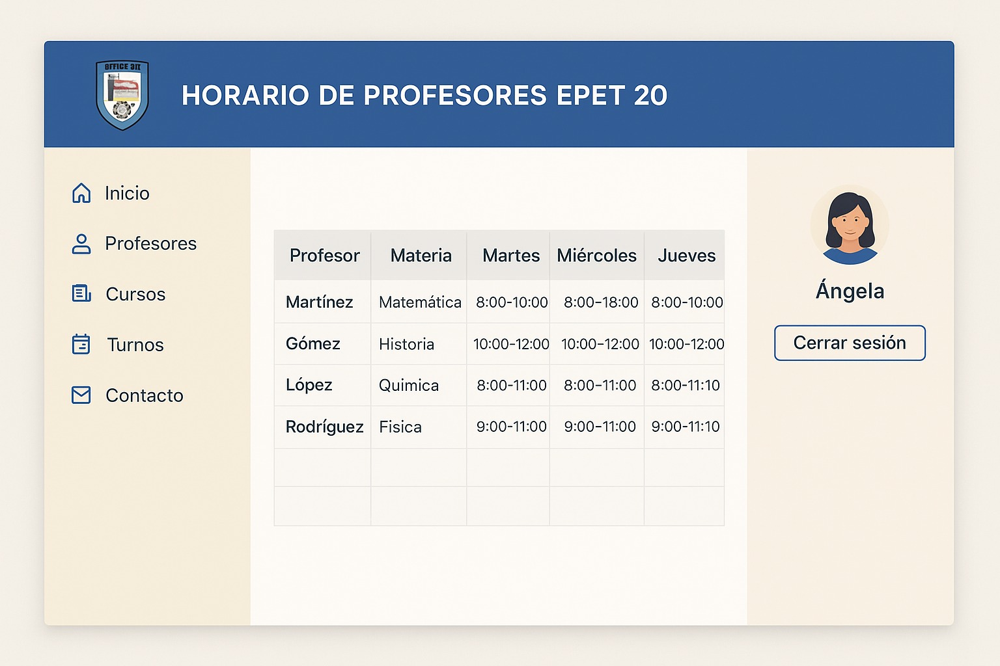 HORARIO DE PROFESORES EPET 20
Inicio
Profesores
Cursos
Turnos
Contacto
Profesor Materia Martes Miércoles Jueves
Martínez Matemática 8:00-10:00 8:00-18:00 8:00-10:00
Gómez Historia 10:00-12:00 10:00-12:00 10:00-12:00
López Quimica 8:00-11:00 8:00-11:00 8:00-11:10
Rodríguez Fisica 9:00-11:00 9:00-11:00 9:00-11:10
Ángela
Cerrar sesión